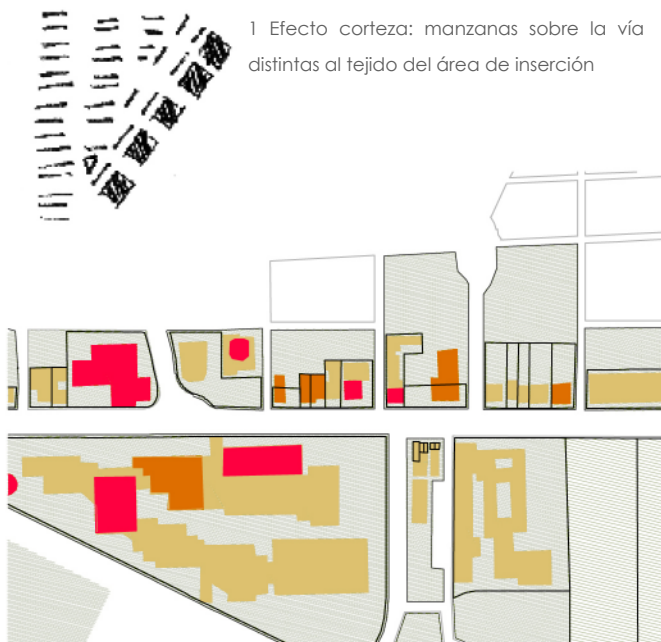 1 Efecto corteza: manzanas sobre la vía
distintas al tejido del área de inserción